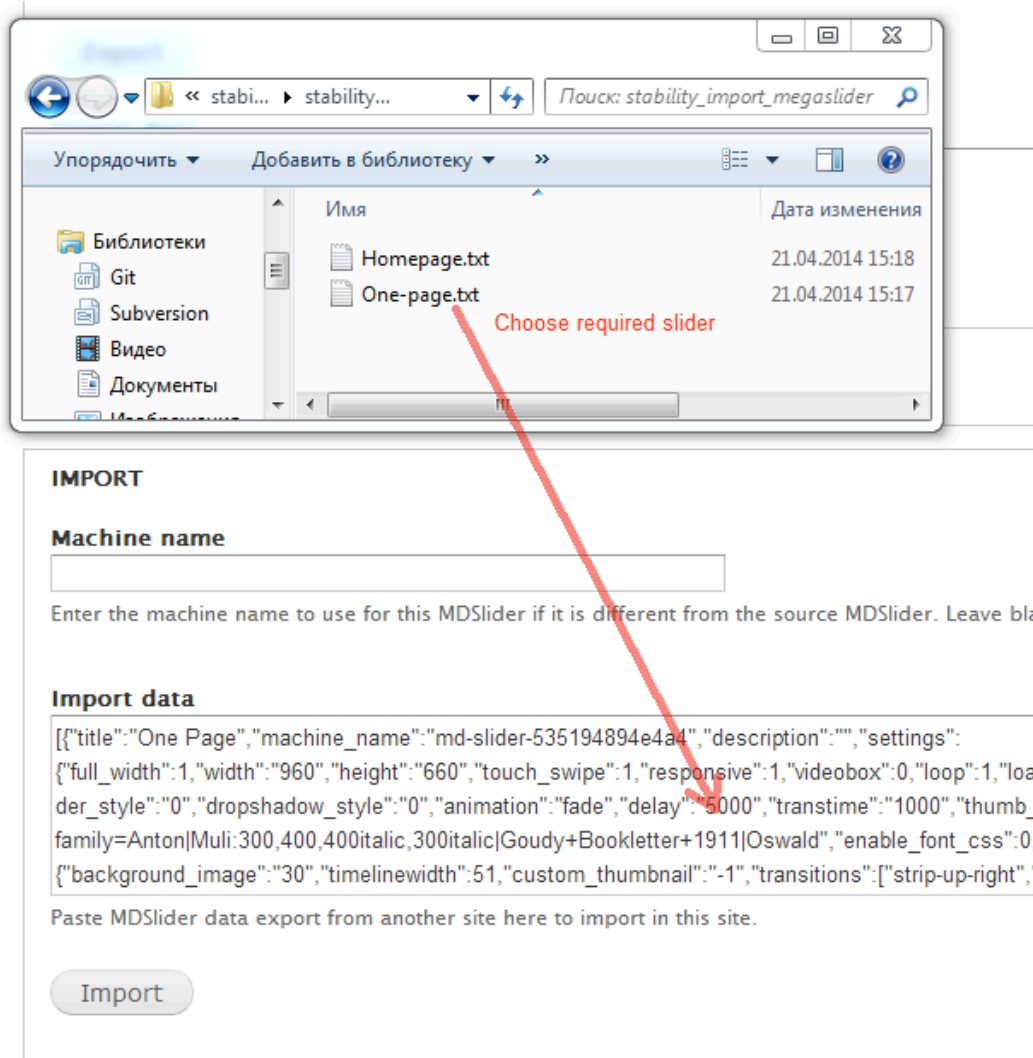 Export
« stabi... stability...
Поиск: stability_import_megaslider
Упорядочить
Добавить в библиотеку
»
Имя
Дата изменения
Библиотеки
Git
Subversion
Видео
Документы
Изображения
Homepage.txt
21.04.2014 15:18
One-page.txt
21.04.2014 15:17
Choose required slider
IMPORT
Machine name
Enter the machine name to use for this MDSlider if it is different from the source MDSlider. Leave bla
Import data
[{"title":"One Page","machine_name":"md-slider-535194894e4a4","description":"","settings":
{"full_width":1,"width":"960","height":"660","touch_swipe":1,"responsive":1,"videobox":0,"loop":1,"loa
der_style":"0","dropshadow_style":"0","animation":"fade","delay":"5000","transtime":"1000","thumb_
family=Anton|Muli:300,400,400italic,300italic|Goudy+Bookletter+1911|Oswald","enable_font_css":0,
{"background_image":"30","timelinewidth":51,"custom_thumbnail":"-1","transitions":["strip-up-right","
Paste MDSlider data export from another site here to import in this site.
Import